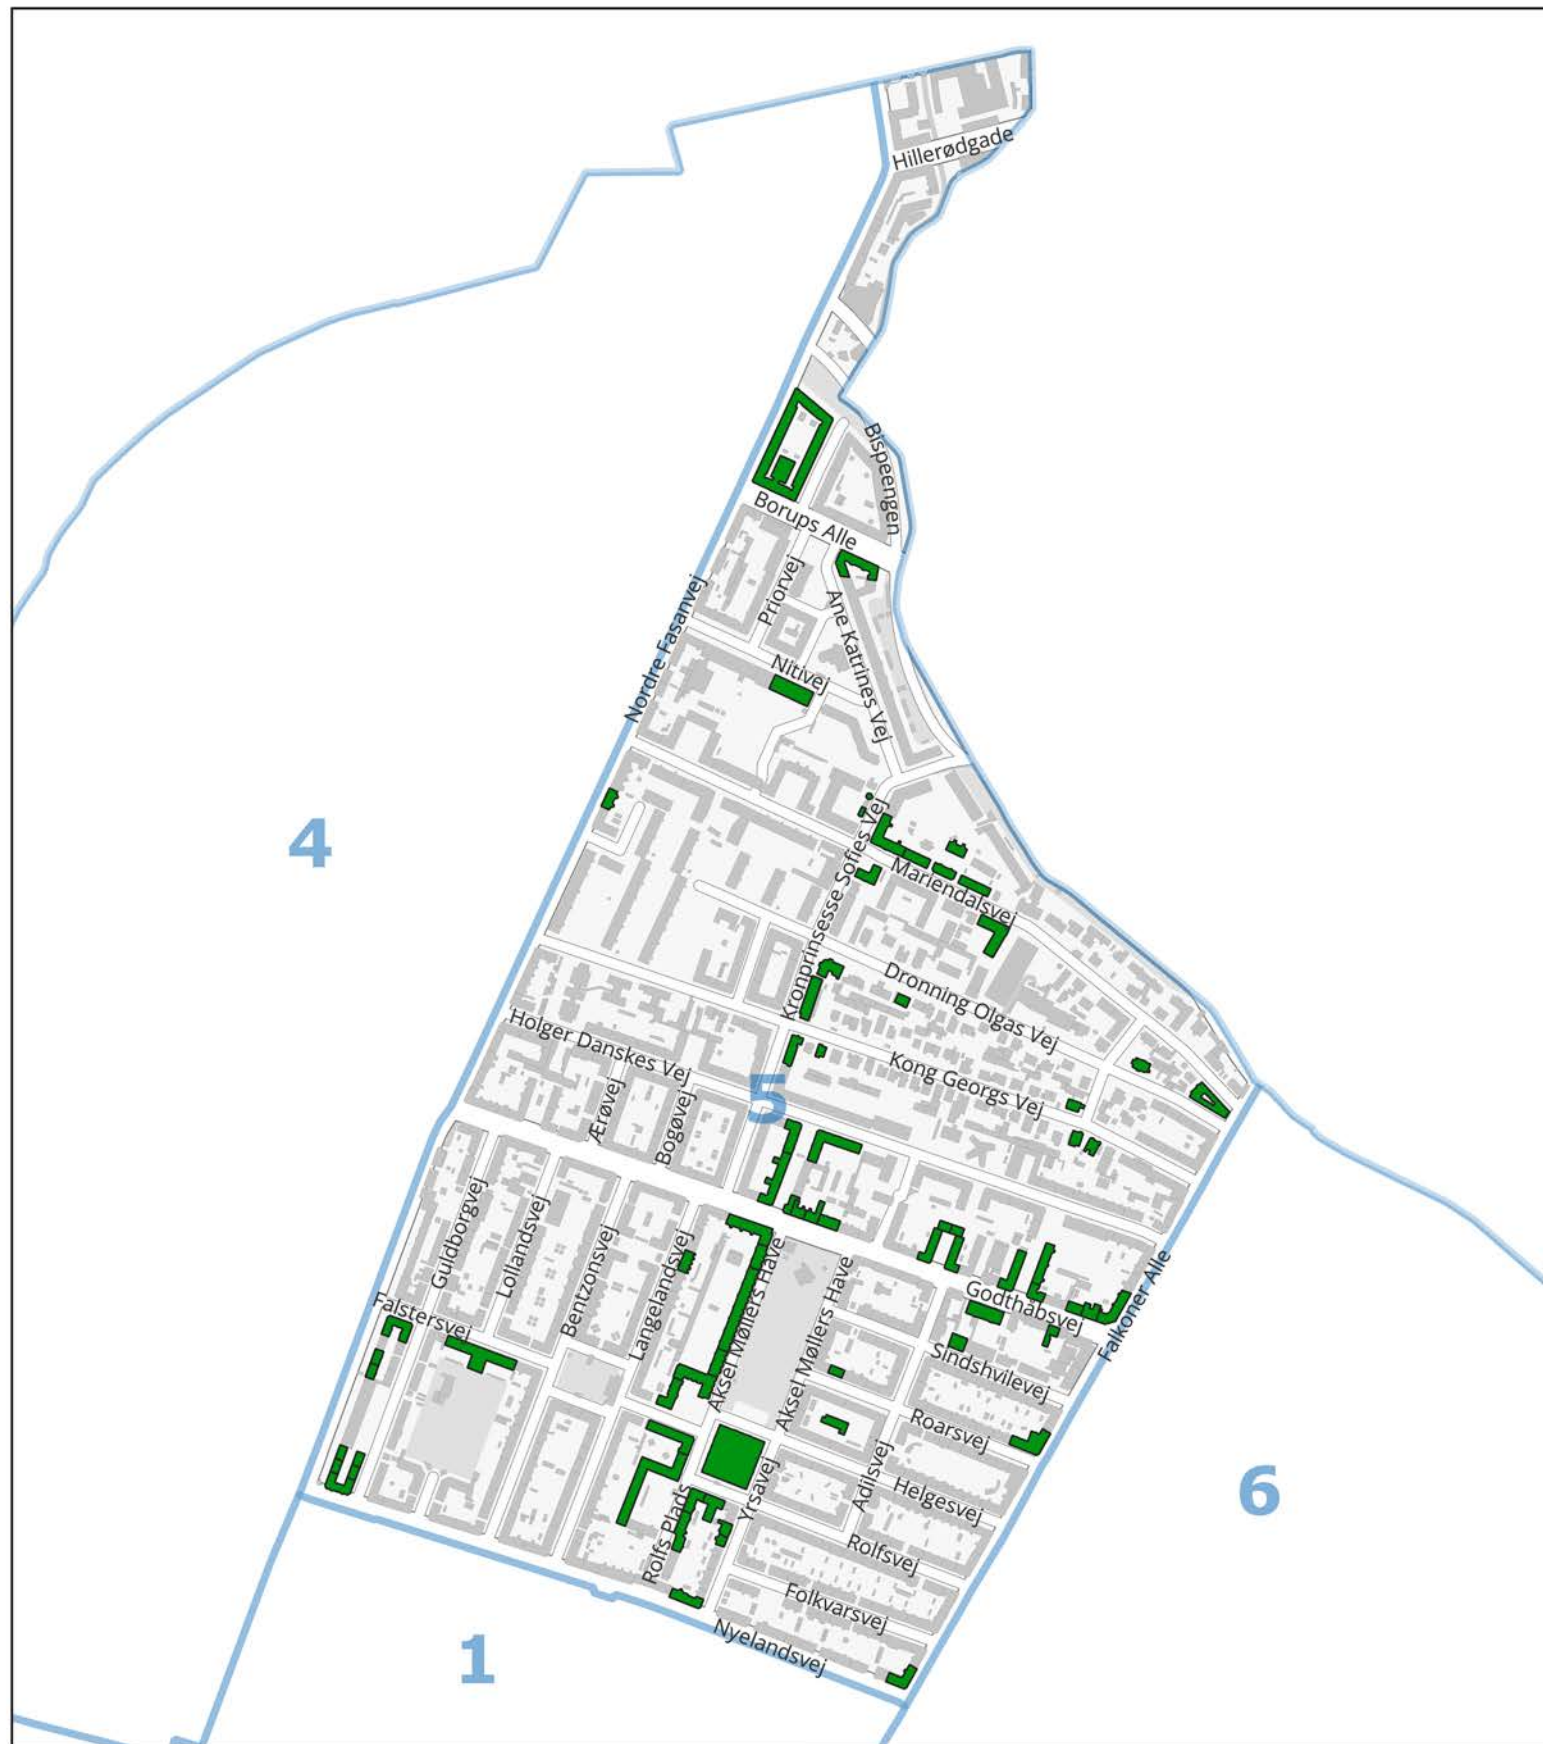 Hillerødgade
Bispeengen
Borups Alle
Priorvej
Nordre Fasanvej
Ane Katrines Vej
Nitivej
4
Kronprinsesse Sofies Vej
Mariendalsvej
Dronning Olgas Vej
Holger Danskes Vej
Kong Georgs Vej
5
Ærøvej
Bogøvej
Guldborgvej
Lollandsvej
Bentzonsvej
Langelandsvej
Aksel Møllers Have
Aksel Møllers Have
Falstersvej
Godthåbsvej
Falkoner Alle
Sindshvilevej
Roarsvej
Adilsvej
Helgesvej
6
Yrsavej
Rolfs Plads
Rolfsvej
Folkvarsvej
Nyelandsvej
1